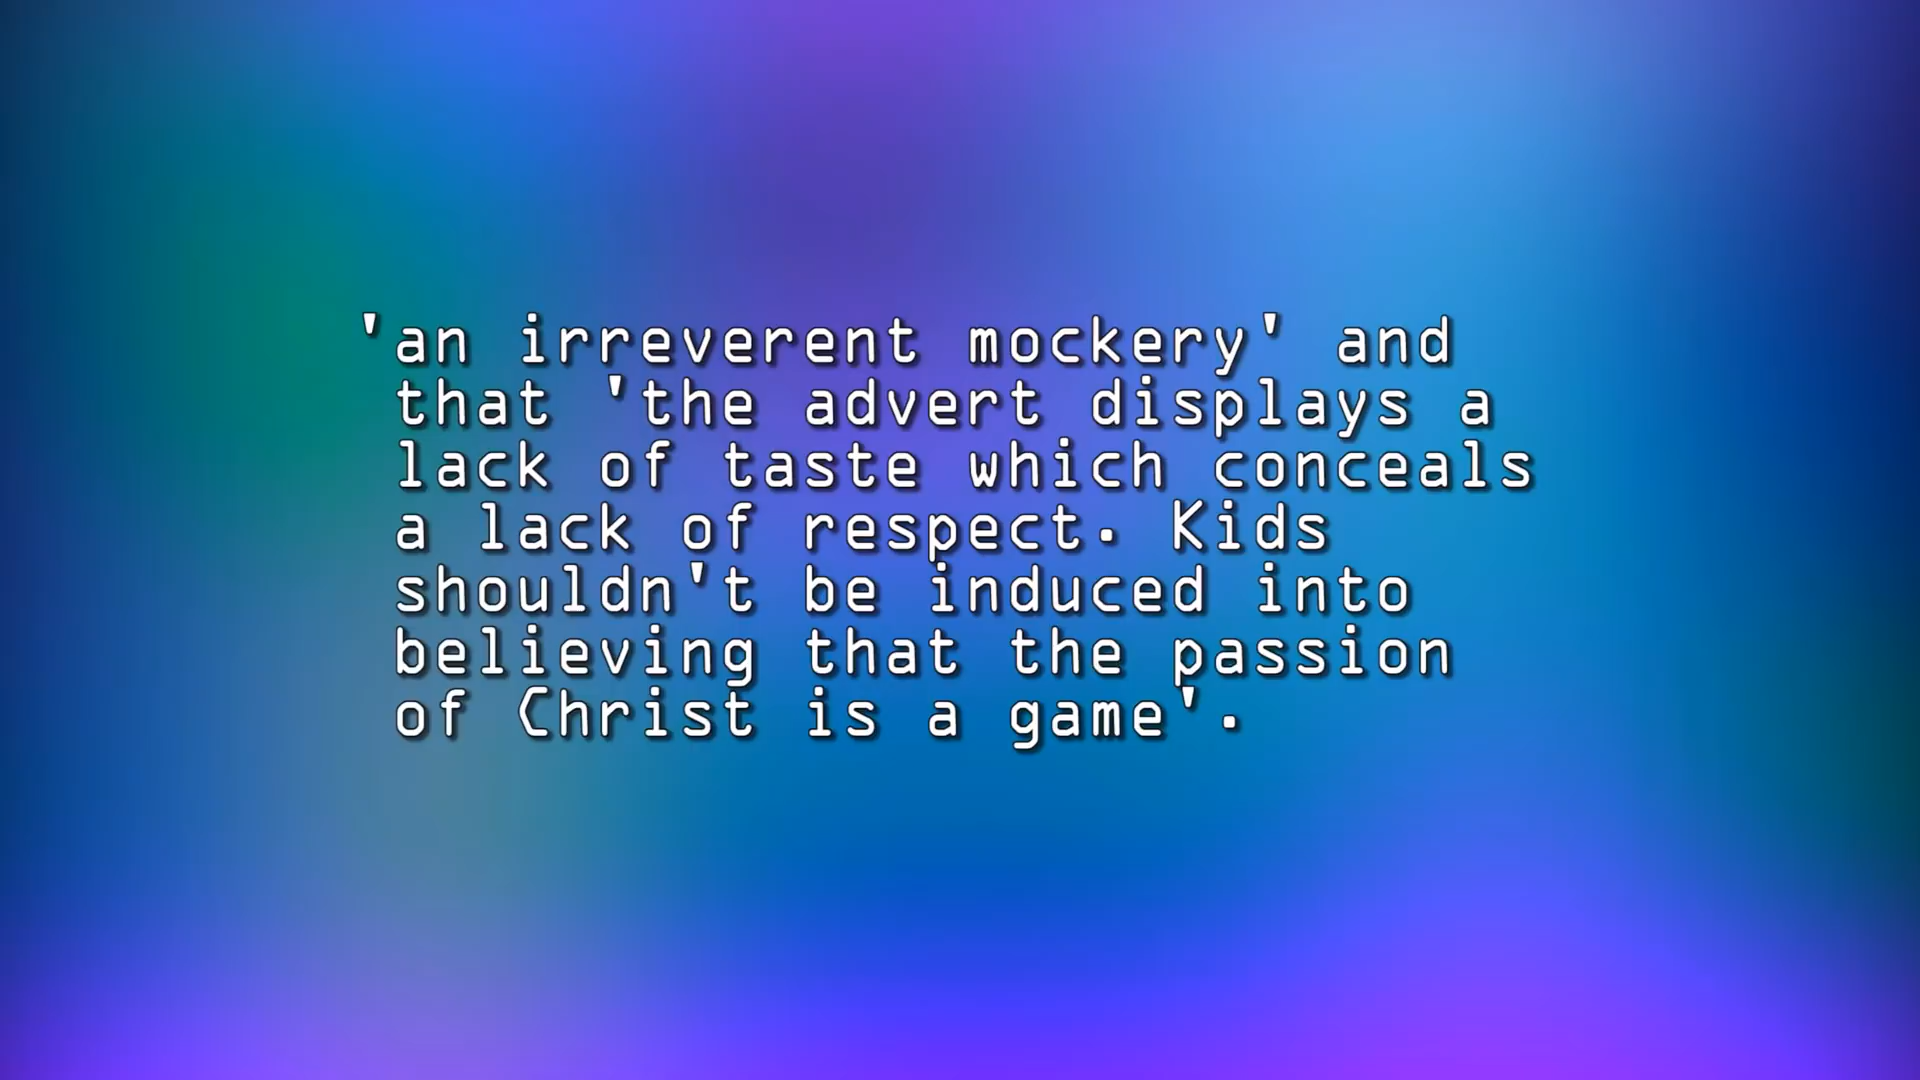 'an irreverent mockery' and
that 'the advert displays a
lack of taste which conceals
a lack of respect. Kids
shouldn't be induced into
believing that the passion
of Christ is a game'.